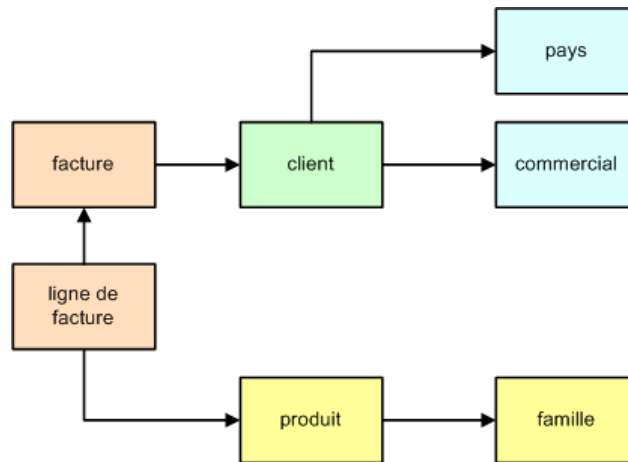 pays
facture
client
commercial
ligne de
facture
produit
famille